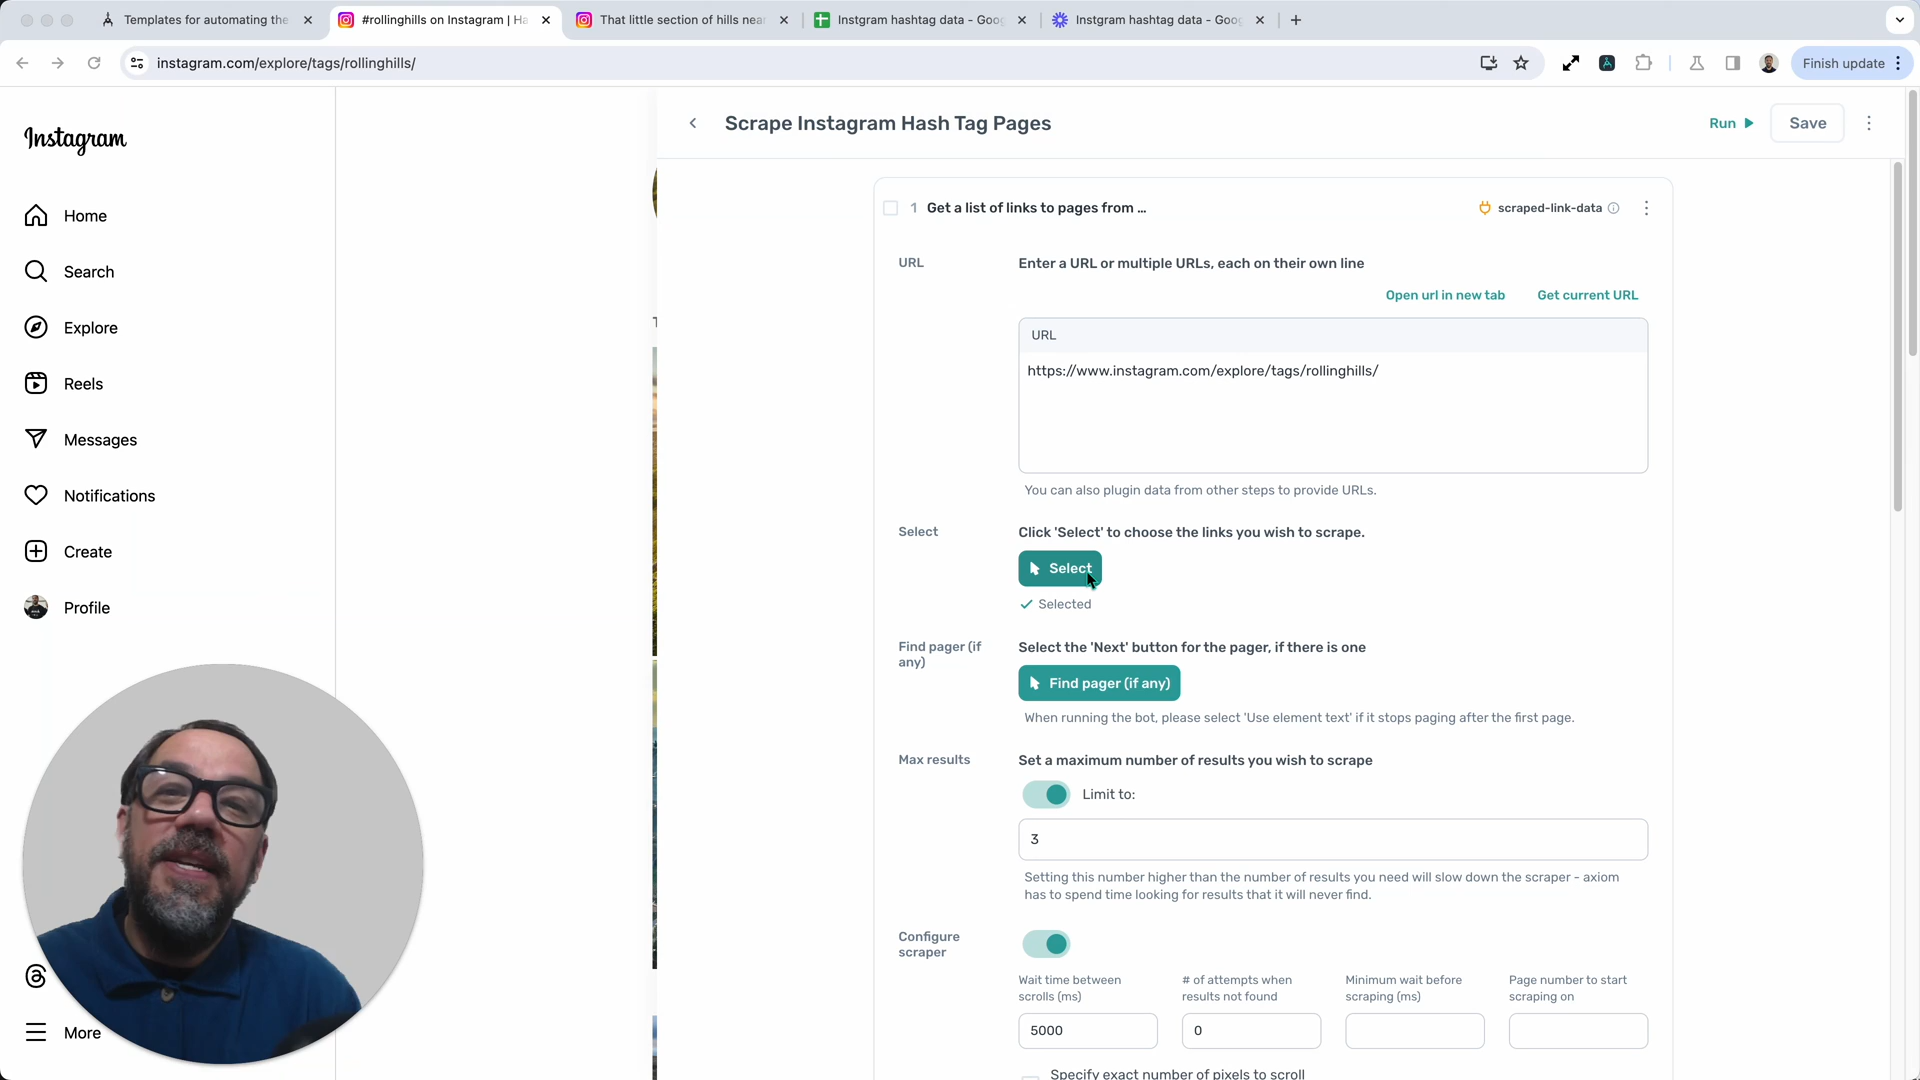 Templates for automating the
#rollinghills on Instagram | Ha
That little section of hills near
Instgram hashtag data - Goog
Instgram hashtag data - Goog
instagram.com/explore/tags/rollinghills/
Finish update
Instagram
Home
Search
Explore
Reels
Messages
Notifications
Create
Profile
More
Scrape Instagram Hash Tag Pages
Run
Save
1 Get a list of links to pages from ...
scraped-link-data
URL
Enter a URL or multiple URLs, each on their own line
Open url in new tab
Get current URL
URL
https://www.instagram.com/explore/tags/rollinghills/
You can also plugin data from other steps to provide URLs.
Select
Click 'Select' to choose the links you wish to scrape.
Select
Selected
Find pager (if
any)
Select the 'Next' button for the pager, if there is one
Find pager (if any)
When running the bot, please select 'Use element text' if it stops paging after the first page.
Max results
Set a maximum number of results you wish to scrape
Limit to:
3
Setting this number higher than the number of results you need will slow down the scraper - axiom
has to spend time looking for results that it will never find.
Configure
scraper
Wait time between
scrolls (ms)
# of attempts when
results not found
Minimum wait before
scraping (ms)
Page number to start
scraping on
5000
0
Specify exact number of pixels to scroll